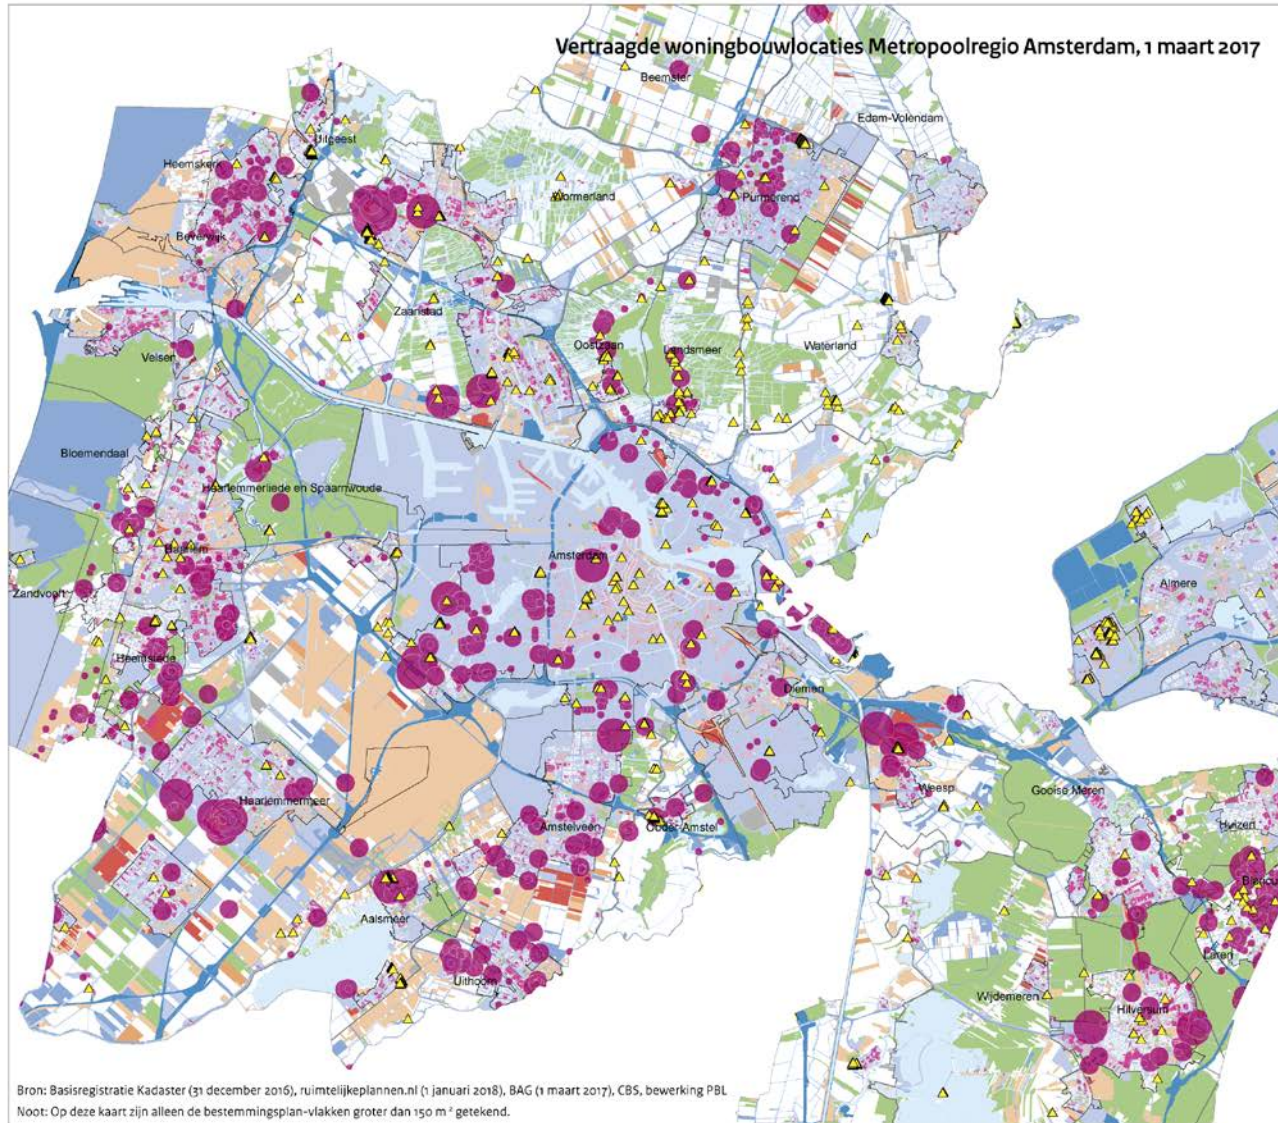 Vertraagde woningbouwlocaties Metropoolregio Amsterdam, 1 maart 2017
Beemster
Edam-Volendam
Uitgeest
Heemskerk
Wormerland
Purmerend
Beverwijk
Zaanstad
Oostzaan
Landsmeer
Waterland
Velsen
Bloemendaal
Haarlemmerliede en Spaarnwoude
Haarlem
Amsterdam
Almere
Zandvoort
Heemstede
Diemen
Weesp
Gooise Meren
Haarlemmermeer
Amstelveen
Ouder-Amstel
Huizen
Blaricu
Aalsmeer
Laren
Uithoorn
Wijdemeren
Hilversum
Bron: Basisregistratie Kadaster (31 december 2016), ruimtelijkeplannen.nl (1 januari 2018), BAG (1 maart 2017), CBS, bewerking PBL
Noot: Op deze kaart zijn alleen de bestemmingsplan-vlakken groter dan 150 m² getekend.